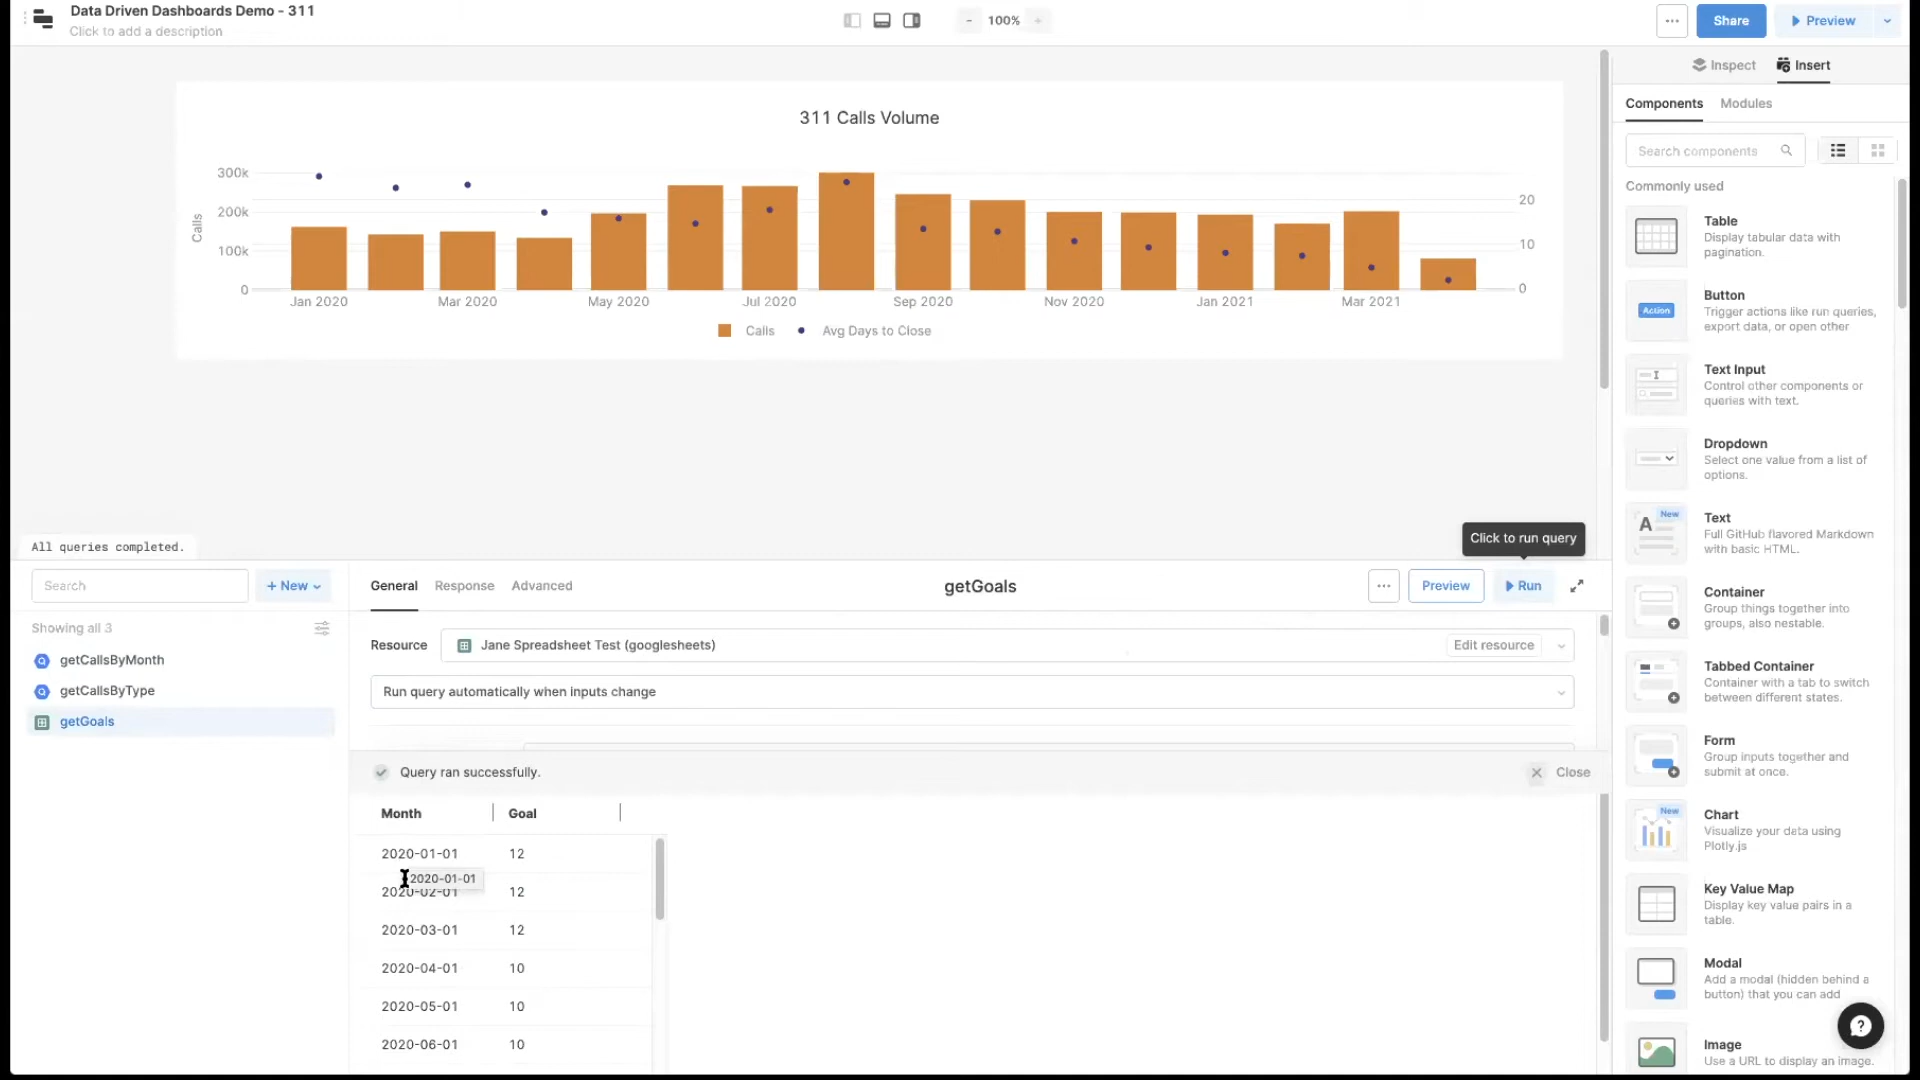 Data Driven Dashboards Demo - 311
Click to add a description
- 100% +
Share
Preview
Inspect
Insert
Components
Modules
Search components
Commonly used
Table
Display tabular data with
pagination.
Action
Button
Trigger actions like run queries,
export data, or open other
Text Input
Control other components or
queries with text.
Dropdown
Select one value from a list of
options.
New
A
Text
Full GitHub flavored Markdown
with basic HTML.
Container
Group things together into
groups, also nestable.
Tabbed Container
Container with a tab to switch
between different states.
Form
Group inputs together and
submit at once.
New
Chart
Visualize your data using
Plotly.js
Key Value Map
Display key value pairs in a
table.
Modal
Add a modal (hidden behind a
button) that you can add
Image
Use a URL to display an image.
?
311 Calls Volume
Calls
300k
200k
100k
0
20
10
0
Jan 2020
Mar 2020
May 2020
Jul 2020
Sep 2020
Nov 2020
Jan 2021
Mar 2021
Calls
Avg Days to Close
All queries completed.
Click to run query
Search
+ New
Showing all 3
getCallsByMonth
getCallsByType
getGoals
General
Response
Advanced
getGoals
Preview
Run
Resource
Jane Spreadsheet Test (googlesheets)
Edit resource
Run query automatically when inputs change
Query ran successfully.
Close
Month Goal
2020-01-01 12
2020-01-01
2020-02-01 12
2020-03-01 12
2020-04-01 10
2020-05-01 10
2020-06-01 10